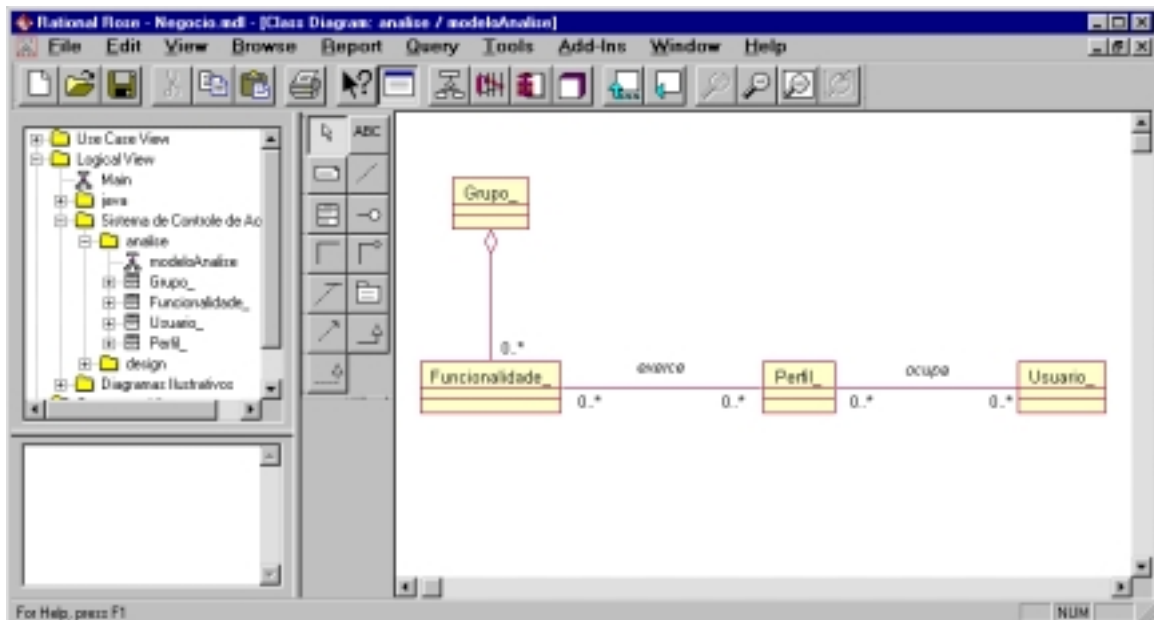 Rational Rose - Negocio.mdl - [Class Diagram: analise / modeloAnalise]
File Edit View Browse Report Query Tools Add-Ins Window Help
ABC
Use Case View
Logical View
Main
java
Sistema de Controle de Ac
analise
modeloAnalise
Grupo_
Funcionalidade_
Usuario_
Perfil_
design
Diagramas Ilustrativos
Grupo_
0..*
Funcionalidade_ exerce Perfil_ ocupa Usuario_
0..* 0..* 0..* 0..*
For Help, press F1 NUM